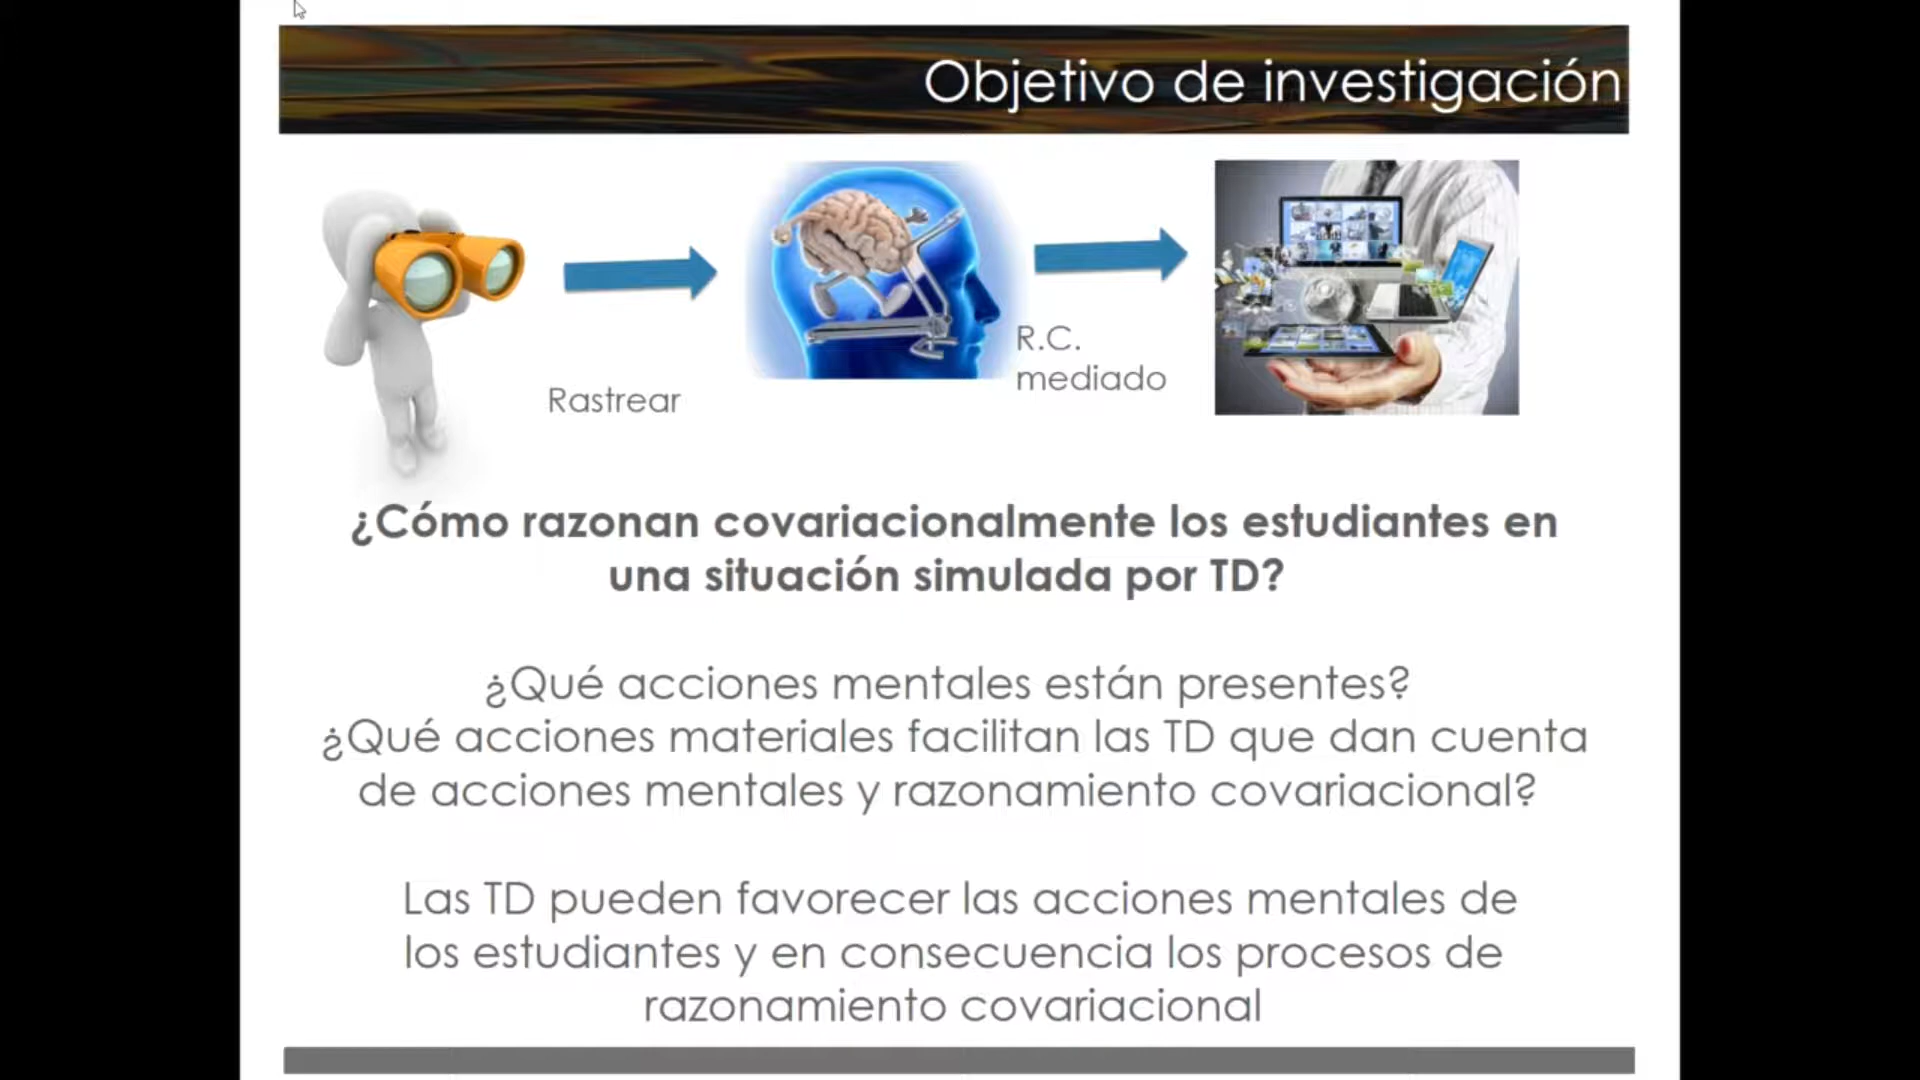 Objetivo de investigación
Rastrear
R.C.
mediado
¿Cómo razonan covariacionalmente los estudiantes en
una situación simulada por TD?
¿Qué acciones mentales están presentes?
¿Qué acciones materiales facilitan las TD que dan cuenta
de acciones mentales y razonamiento covariacional?
Las TD pueden favorecer las acciones mentales de
los estudiantes y en consecuencia los procesos de
razonamiento covariacional